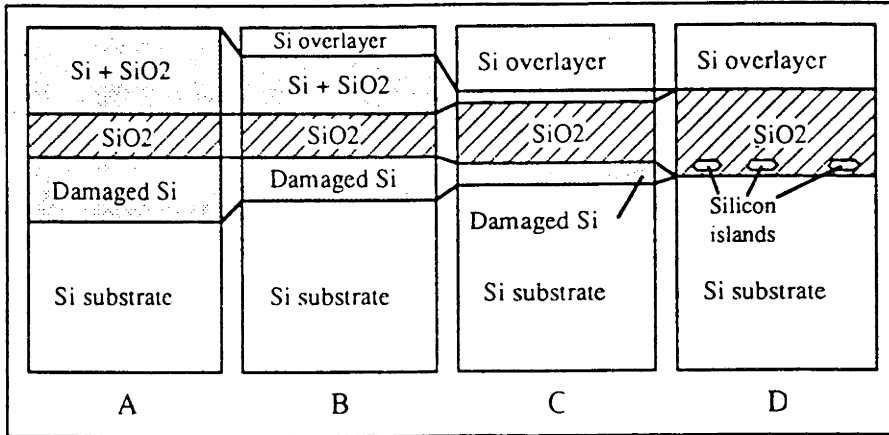 Si + SiO2
SiO2
Damaged Si
Si substrate
A
Si overlayer
Si + SiO2
SiO2
Damaged Si
Si substrate
B
Si overlayer
SiO2
Damaged Si
Si substrate
C
Si overlayer
SiO2
Silicon
islands
Si substrate
D